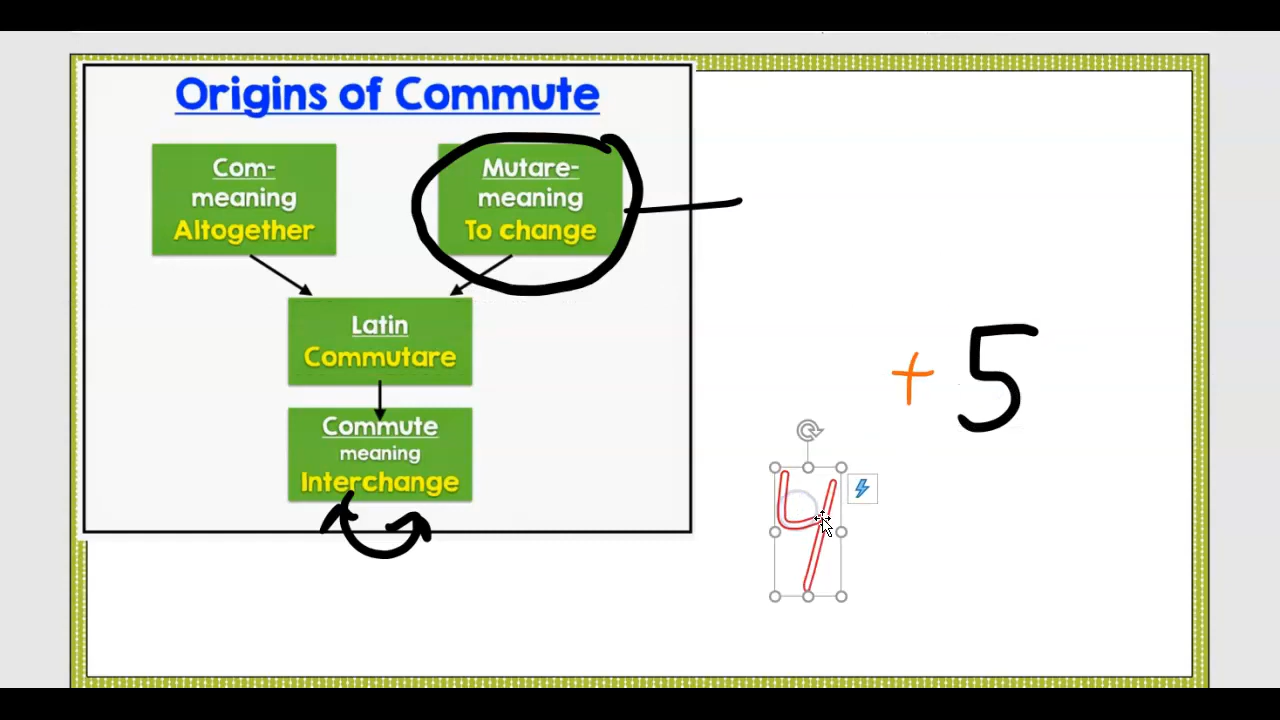 Origins of Commute
Com-
meaning
Altogether
Mutare-
meaning
To change
Latin
Commutare
Commute
meaning
Interchange
+ 5
4